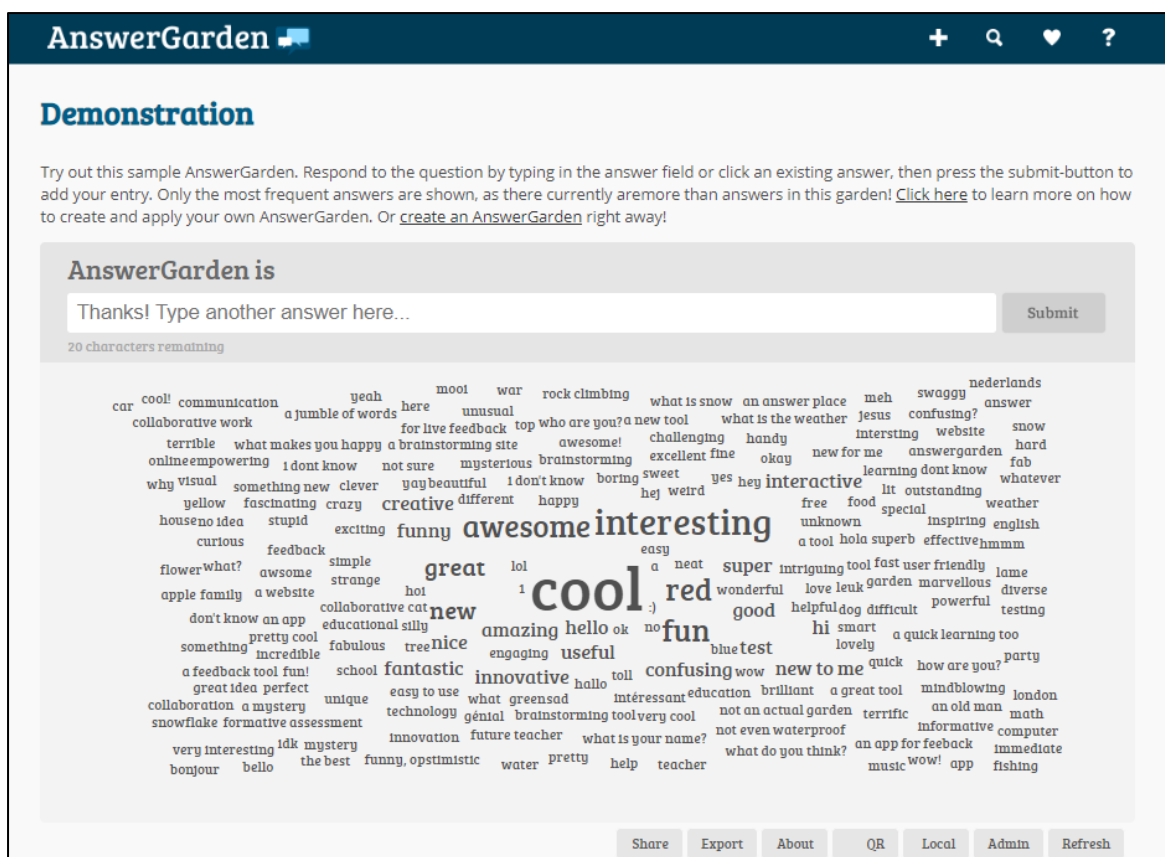 AnswerGarden
+ ?
Demonstration
Try out this sample AnswerGarden. Respond to the question by typing in the answer field or click an existing answer, then press the submit-button to
add your entry. Only the most frequent answers are shown, as there currently aremore than answers in this garden! Click here to learn more on how
to create and apply your own AnswerGarden. Or create an AnswerGarden right away!
AnswerGarden is
Thanks! Type another answer here...
Submit
20 characters remaining
nederlands
car cool! communication yeah mooi war rock climbing what is snow an answer place meh swaggy answer
collaborative work a jumble of words here unusual for live feedback top who are you? a new tool what is the weather jesus confusing? snow
terrible what makes you happy a brainstorming site awesome! challenging handy intersting website hard
onlineempowering i dont know not sure mysterious brainstorming excellent fine okay new for me answergarden fab
why visual something new clever yay beautiful i don't know boring sweet yes hey interactive learning dont know whatever
yellow fascinating crazy creative different happy hej weird free food special lit outstanding weather
house no idea stupid exciting funny awesome interesting unknown inspiring english
curious feedback easy a tool hola superb effective hmmm
flower what? awsome simple great lol a neat super intriguing tool fast user friendly lame
apple family a website strange hoi 1 cool :) red wonderful love leuk garden marvellous diverse
don't know an app collaborative cat new good helpful dog difficult powerful testing
something pretty cool educational silly amazing hello ok no fun hi smart a quick learning too
incredible fabulous tree nice engaging useful blue test lovely
a feedback tool fun! school fantastic innovative hallo toll confusing wow new to me quick how are you? party
great idea perfect easy to use what greensad intéressant education brilliant a great tool mindblowing london
collaboration a mystery unique technology génial brainstorming tool very cool not an actual garden terrific an old man math
snowflake formative assessment innovation future teacher what is your name? not even waterproof informative computer
very interesting idk mystery what do you think? an app for feeback immediate
bonjour bello the best funny, opstimistic water pretty help teacher music wow! app fishing
Share Export About QR Local Admin Refresh